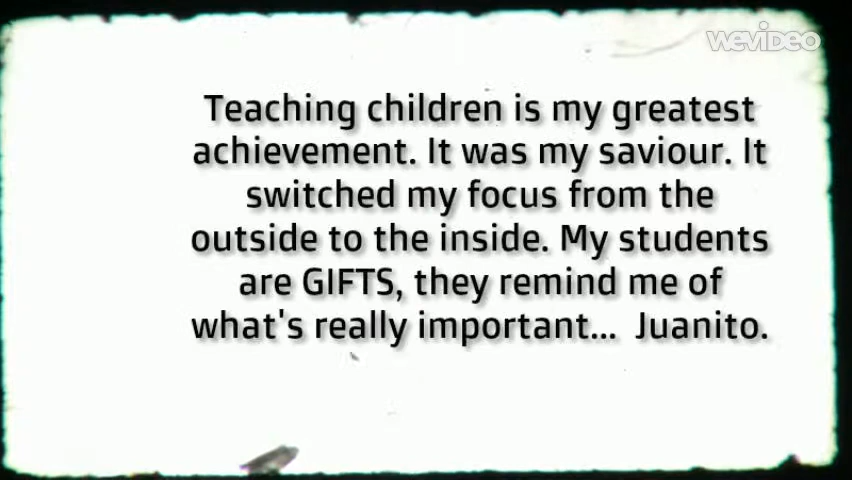 WeVideo
Teaching children is my greatest
achievement. It was my saviour. It
switched my focus from the
outside to the inside. My students
are GIFTS, they remind me of
what's really important... Juanito.